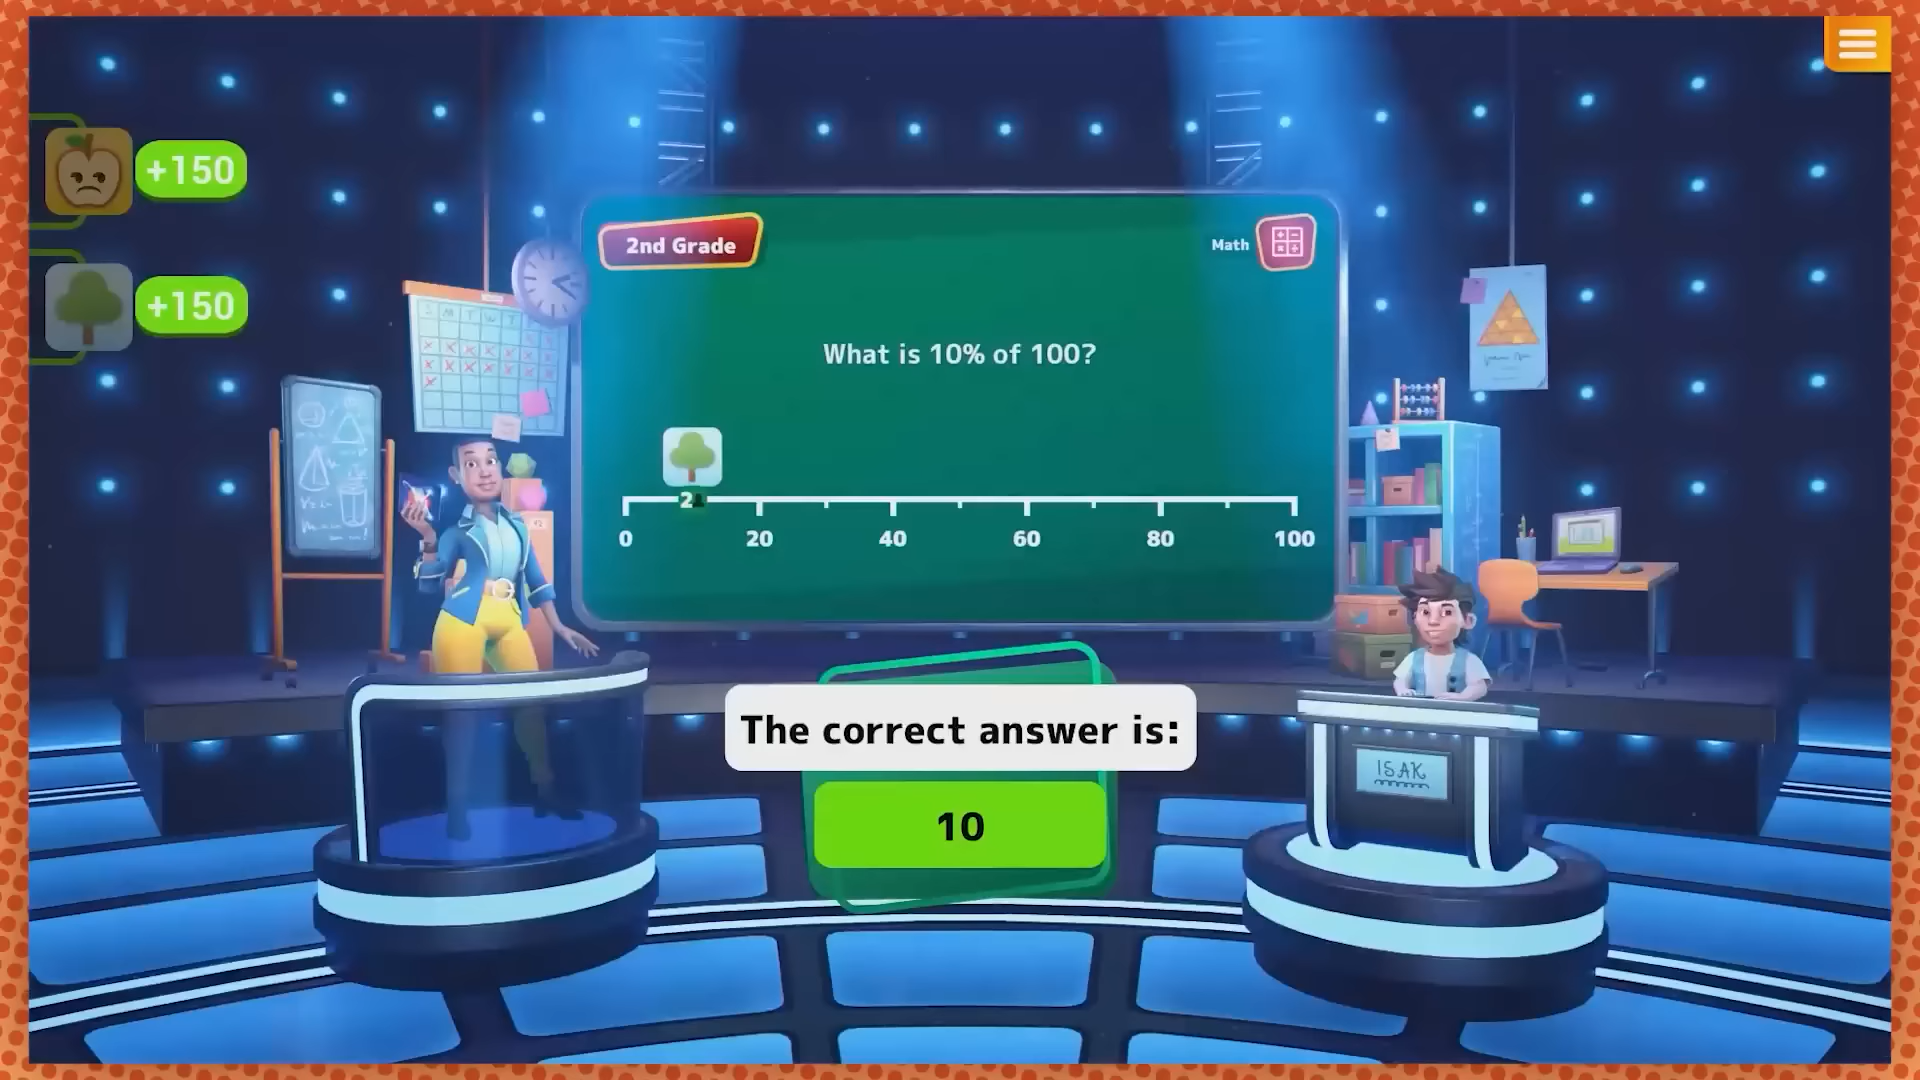 +150
+150
2nd Grade
Math
What is 10% of 100?
2
0 20 40 60 80 100
The correct answer is:
10
ISAK